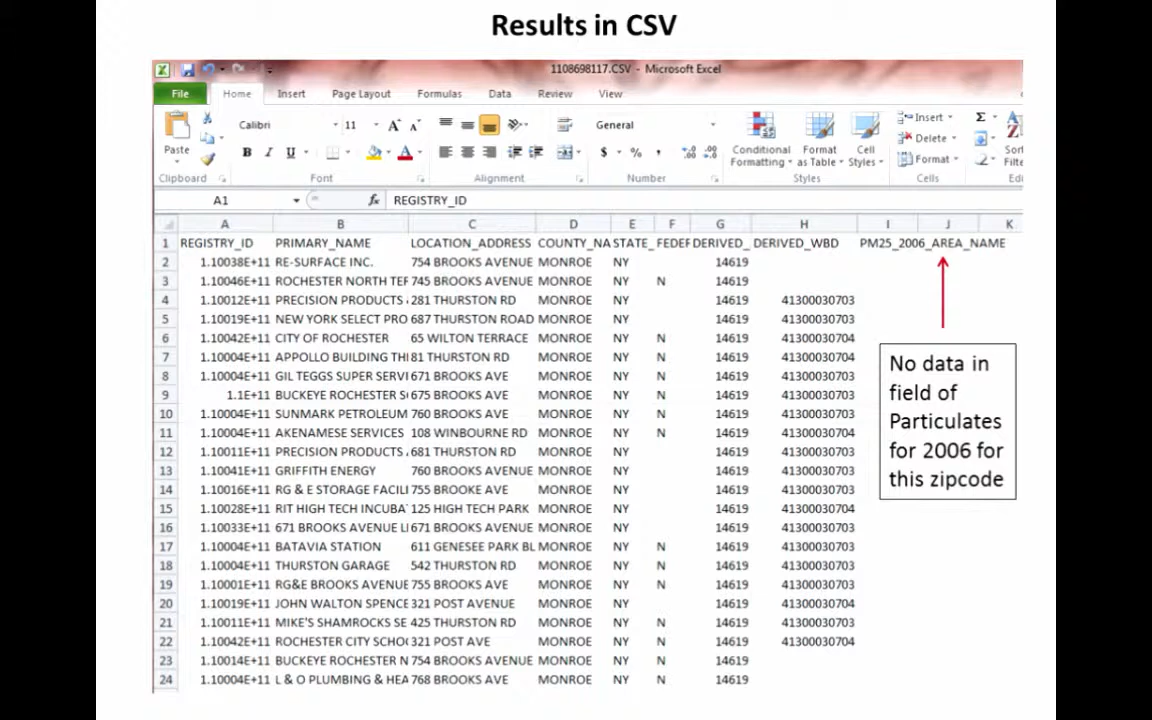 Results in CSV
1108698117.CSV - Microsoft Excel
File Home Insert Page Layout Formulas Data Review View
Calibri 11 General Insert
Paste Conditional Formatting Format as Table Cell Styles Delete
Format
Clipboard Font Alignment Number Styles Cells
A1 fx REGISTRY_ID
A B C D E F G H I J K
1 REGISTRY_ID PRIMARY_NAME LOCATION_ADDRESS COUNTY_NA STATE_ FEDER DERIVED_ DERIVED_WBD PM25_2006_AREA_NAME
2 1.10038E+11 RE-SURFACE INC. 754 BROOKS AVENUE MONROE NY 14619
3 1.10046E+11 ROCHESTER NORTH TER 745 BROOKS AVENUE MONROE NY N 14619
4 1.10012E+11 PRECISION PRODUCTS 281 THURSTON RD MONROE NY 14619 41300030703
5 1.10019E+11 NEW YORK SELECT PRO 687 THURSTON ROAD MONROE NY 14619 41300030703
6 1.10042E+11 CITY OF ROCHESTER 65 WILTON TERRACE MONROE NY N 14619 41300030704
7 1.10004E+11 APPOLLO BUILDING THI 81 THURSTON RD MONROE NY N 14619 41300030704
8 1.10004E+11 GIL TEGGS SUPER SERVI 671 BROOKS AVE MONROE NY N 14619 41300030703
9 1.1E+11 BUCKEYE ROCHESTER S 675 BROOKS AVE MONROE NY N 14619 41300030703
10 1.10004E+11 SUNMARK PETROLEUM 760 BROOKS AVE MONROE NY N 14619 41300030703
11 1.10004E+11 AKENAMESE SERVICES 108 WINBOURNE RD MONROE NY N 14619 41300030704
12 1.10011E+11 PRECISION PRODUCTS 681 THURSTON RD MONROE NY 14619 41300030703
13 1.10041E+11 GRIFFITH ENERGY 760 BROOKS AVENUE MONROE NY 14619 41300030703
14 1.10016E+11 RG & E STORAGE FACILI 755 BROOKE AVE MONROE NY 14619 41300030703
15 1.10028E+11 RIT HIGH TECH INCUBA 125 HIGH TECH PARK MONROE NY 14619 41300030704
16 1.10033E+11 671 BROOKS AVENUE LI 671 BROOKS AVENUE MONROE NY 14619 41300030703
17 1.10004E+11 BATAVIA STATION 611 GENESEE PARK BL MONROE NY N 14619 41300030703
18 1.10004E+11 THURSTON GARAGE 542 THURSTON RD MONROE NY N 14619 41300030703
19 1.10001E+11 RG&E BROOKS AVENUE 755 BROOKS AVE MONROE NY N 14619 41300030703
20 1.10019E+11 JOHN WALTON SPENCE 321 POST AVENUE MONROE NY 14619 41300030704
21 1.10011E+11 MIKE'S SHAMROCKS SE 425 THURSTON RD MONROE NY N 14619 41300030703
22 1.10042E+11 ROCHESTER CITY SCHO 321 POST AVE MONROE NY N 14619 41300030704
23 1.10014E+11 BUCKEYE ROCHESTER N 754 BROOKS AVENUE MONROE NY N 14619
24 1.10004E+11 L & O PLUMBING & HEA 768 BROOKS AVE MONROE NY N 14619
No data in
field of
Particulates
for 2006 for
this zipcode